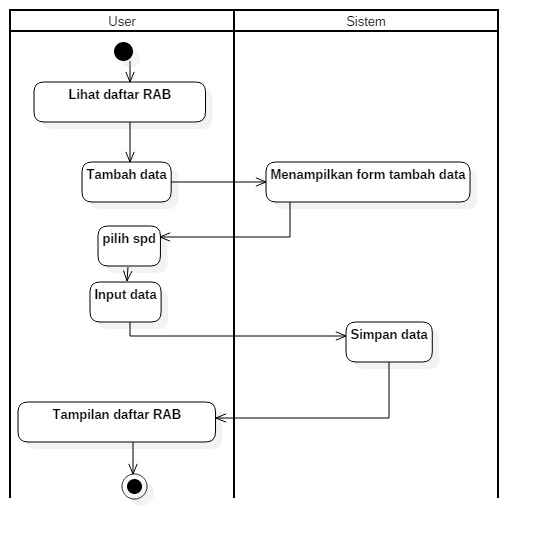 User
Sistem
Lihat daftar RAB
Tambah data
Menampilkan form tambah data
pilih spd
Input data
Simpan data
Tampilan daftar RAB